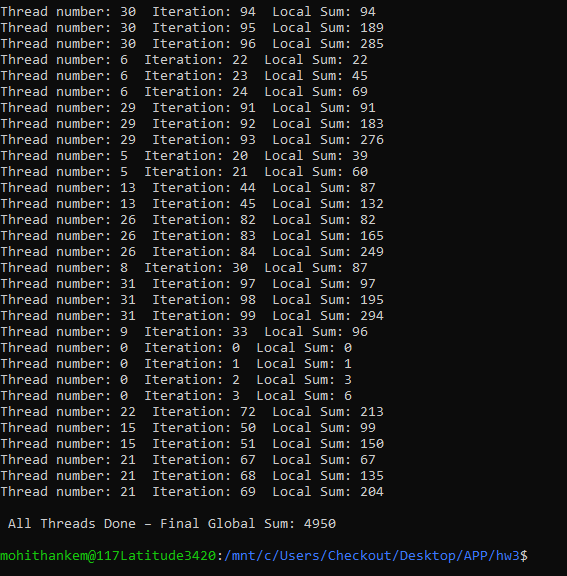 Thread number: 30  Iteration: 94  Local Sum: 94
Thread number: 30  Iteration: 95  Local Sum: 189
Thread number: 30  Iteration: 96  Local Sum: 285
Thread number: 6  Iteration: 22  Local Sum: 22
Thread number: 6  Iteration: 23  Local Sum: 45
Thread number: 6  Iteration: 24  Local Sum: 69
Thread number: 29  Iteration: 91  Local Sum: 91
Thread number: 29  Iteration: 92  Local Sum: 183
Thread number: 29  Iteration: 93  Local Sum: 276
Thread number: 5  Iteration: 20  Local Sum: 39
Thread number: 5  Iteration: 21  Local Sum: 60
Thread number: 13  Iteration: 44  Local Sum: 87
Thread number: 13  Iteration: 45  Local Sum: 132
Thread number: 26  Iteration: 82  Local Sum: 82
Thread number: 26  Iteration: 83  Local Sum: 165
Thread number: 26  Iteration: 84  Local Sum: 249
Thread number: 8  Iteration: 30  Local Sum: 87
Thread number: 31  Iteration: 97  Local Sum: 97
Thread number: 31  Iteration: 98  Local Sum: 195
Thread number: 31  Iteration: 99  Local Sum: 294
Thread number: 9  Iteration: 33  Local Sum: 96
Thread number: 0  Iteration: 0  Local Sum: 0
Thread number: 0  Iteration: 1  Local Sum: 1
Thread number: 0  Iteration: 2  Local Sum: 3
Thread number: 0  Iteration: 3  Local Sum: 6
Thread number: 22  Iteration: 72  Local Sum: 213
Thread number: 15  Iteration: 50  Local Sum: 99
Thread number: 15  Iteration: 51  Local Sum: 150
Thread number: 21  Iteration: 67  Local Sum: 67
Thread number: 21  Iteration: 68  Local Sum: 135
Thread number: 21  Iteration: 69  Local Sum: 204
All Threads Done – Final Global Sum: 4950
mohithankem@117Latitude3420:/mnt/c/Users/Checkout/Desktop/APP/hw3$